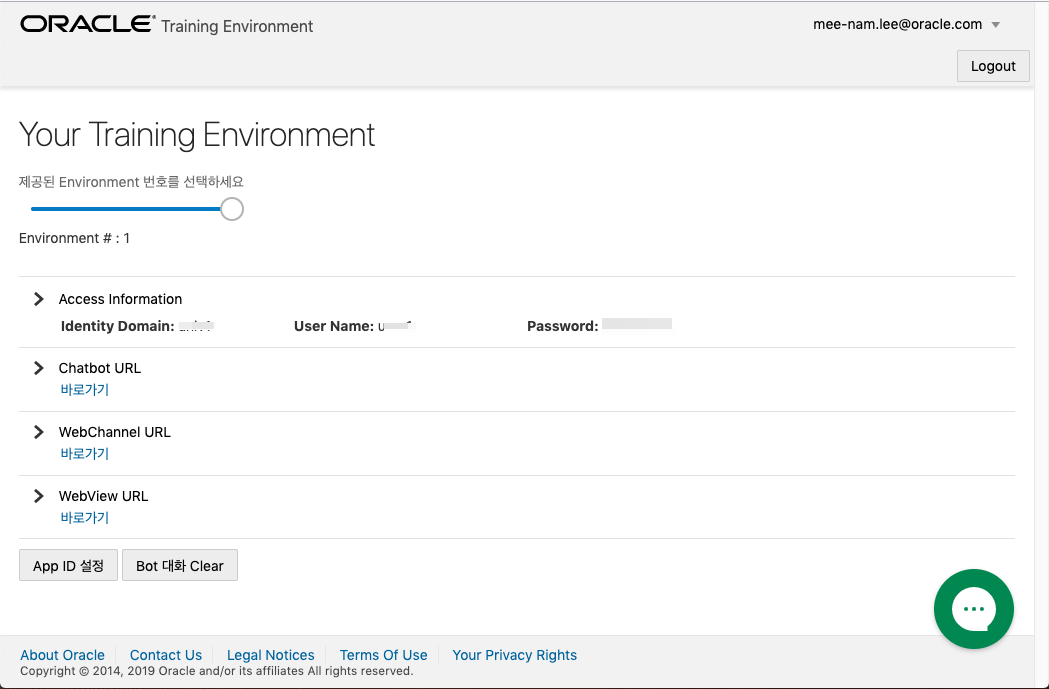 ORACLE® Training Environment
mee-nam.lee@oracle.com
Logout
Your Training Environment
제공된 Environment 번호를 선택하세요
Environment # : 1
Access Information
Identity Domain: User Name: Password:
Chatbot URL
바로가기
WebChannel URL
바로가기
WebView URL
바로가기
App ID 설정 Bot 대화 Clear
About Oracle Contact Us Legal Notices Terms Of Use Your Privacy Rights
Copyright © 2014, 2019 Oracle and/or its affiliates All rights reserved.